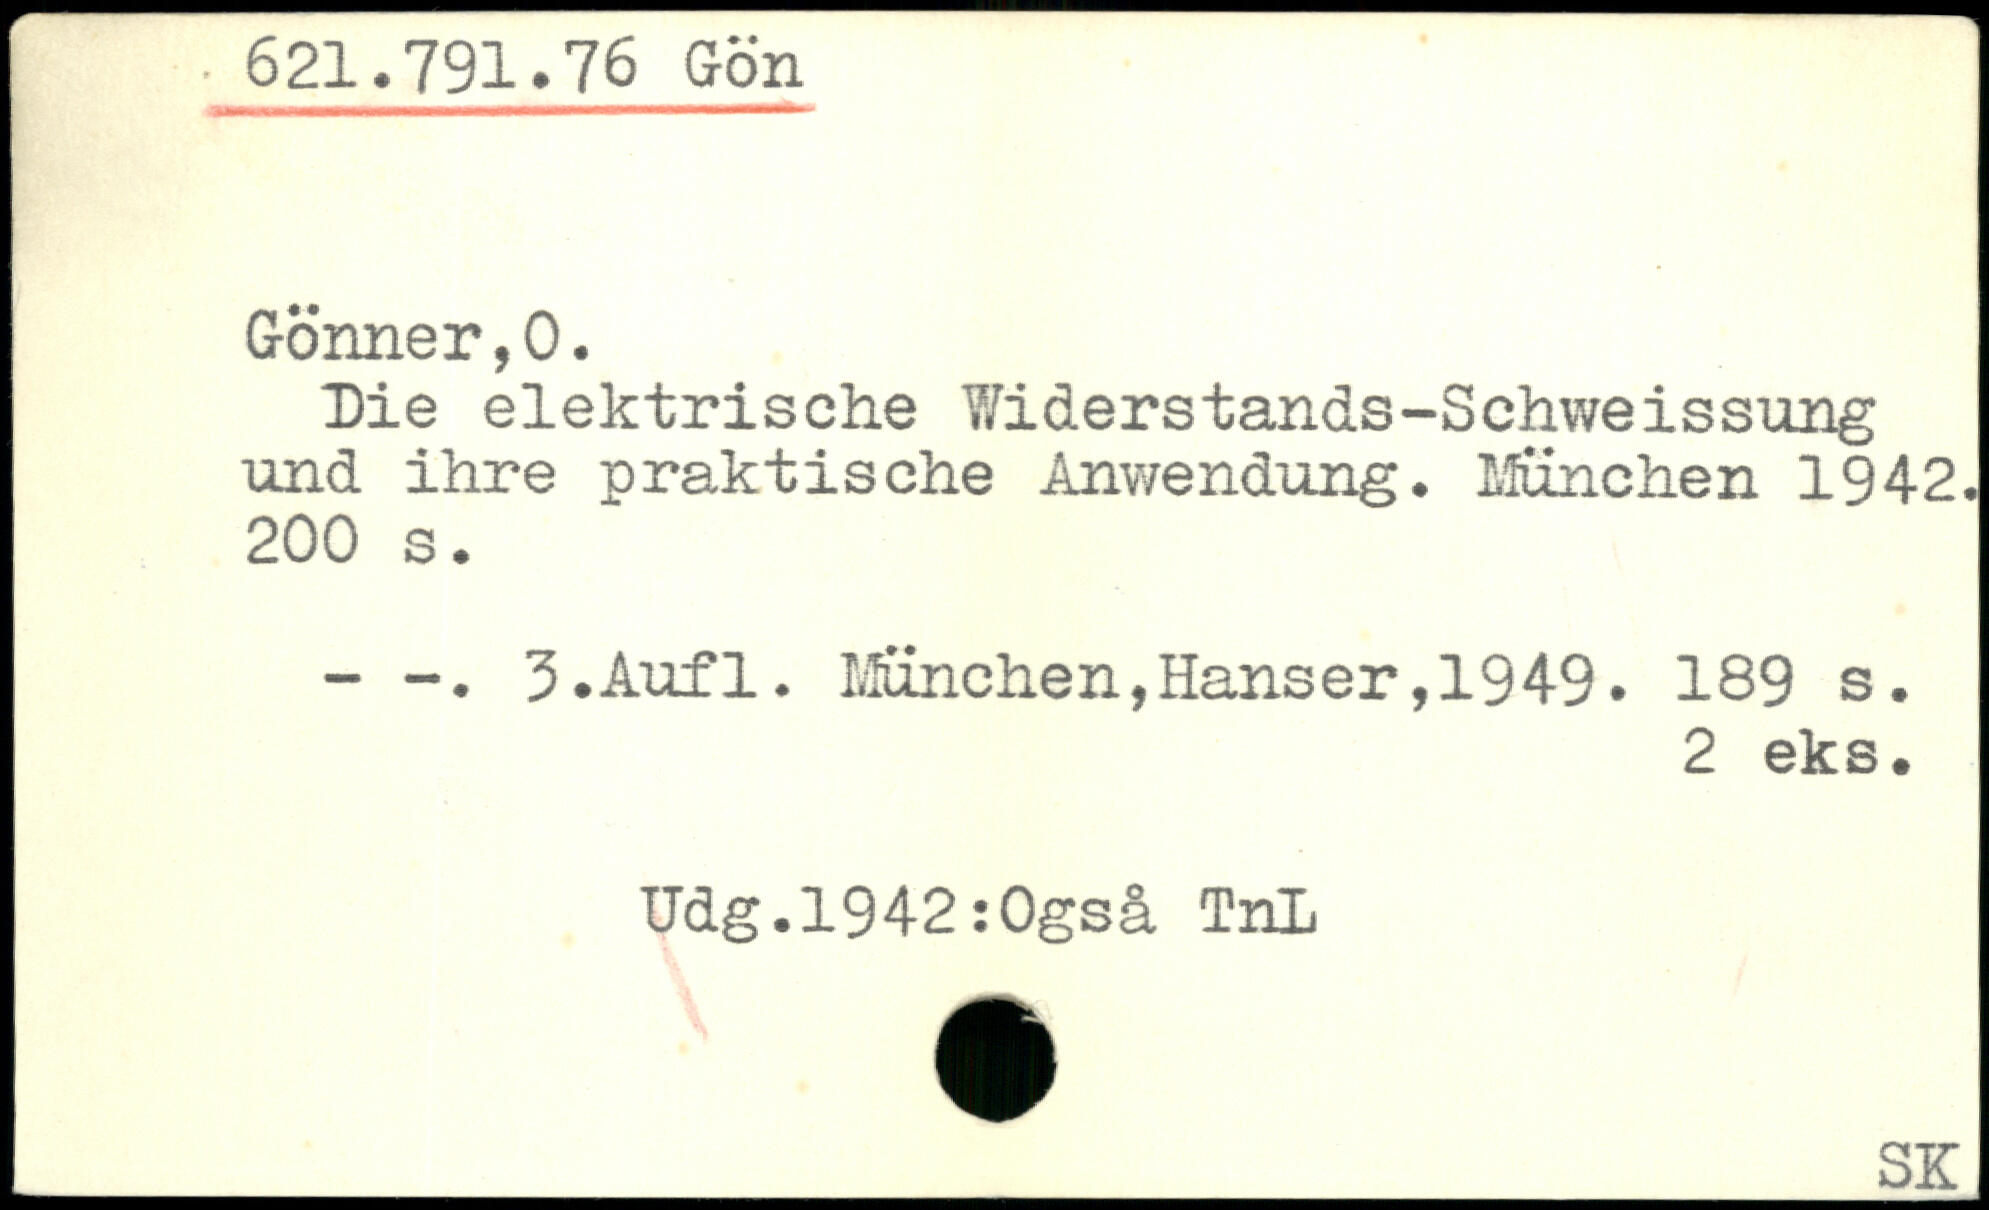 621.791.76 Gön
Gönner,O.
Die elektrische Widerstands-Schweissung
und ihre praktische Anwendung. München 1942.
200 s.
- -. 3.Aufl. München,Hanser,1949. 189 s.
2 eks.
Udg.1942:Også TnL
SK